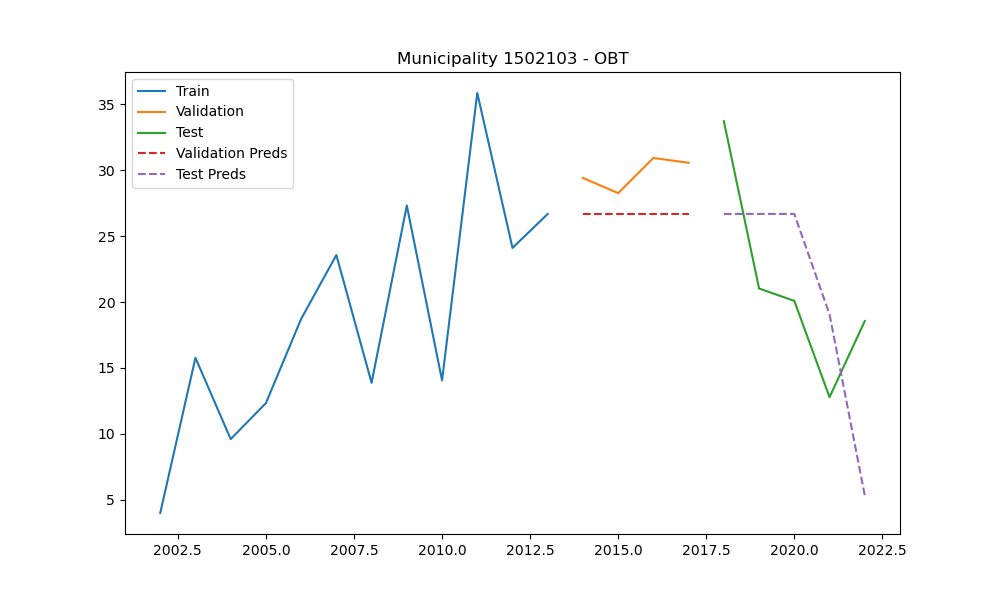 Municipality 1502103 - OBT
Train
Validation
Test
Validation Preds
Test Preds
35
30
25
20
15
10
5
2002.5 2005.0 2007.5 2010.0 2012.5 2015.0 2017.5 2020.0 2022.5